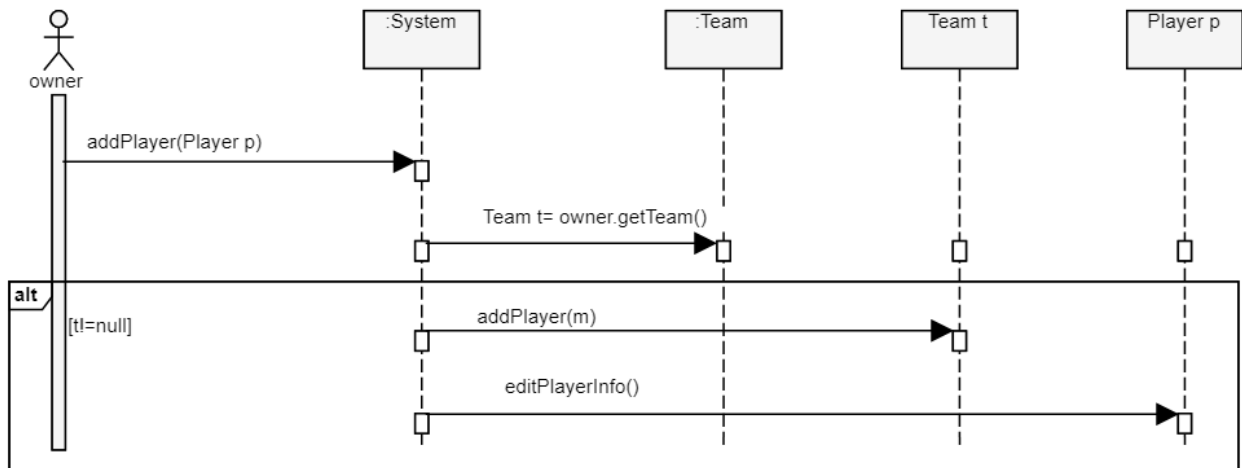 :System
:Team
Team t
Player p
owner
addPlayer(Player p)
Team t= owner.getTeam()
alt
[t!=null]
addPlayer(m)
editPlayerInfo()